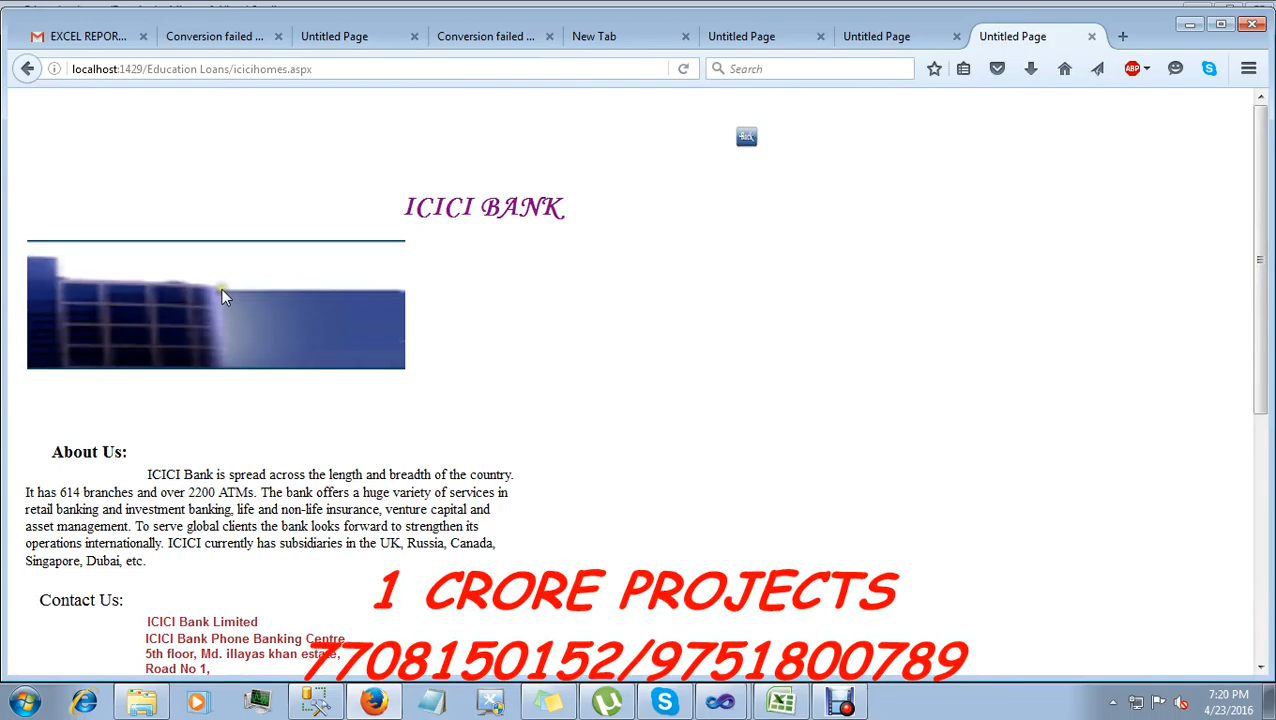 EXCEL REPOR...
Conversion failed ...
Untitled Page
Conversion failed ...
New Tab
Untitled Page
Untitled Page
Untitled Page
localhost:1429/Education Loans/icicihomes.aspx
Search
ABP
Back
ICICI BANK
About Us:
ICICI Bank is spread across the length and breadth of the country.
It has 614 branches and over 2200 ATMs. The bank offers a huge variety of services in
retail banking and investment banking, life and non-life insurance, venture capital and
asset management. To serve global clients the bank looks forward to strengthen its
operations internationally. ICICI currently has subsidiaries in the UK, Russia, Canada,
Singapore, Dubai, etc.
Contact Us:
ICICI Bank Limited
ICICI Bank Phone Banking Centre,
5th floor, Md. illayas khan estate,
Road No 1,
1 CRORE PROJECTS
7708150152/9751800789
7:20 PM
4/23/2016